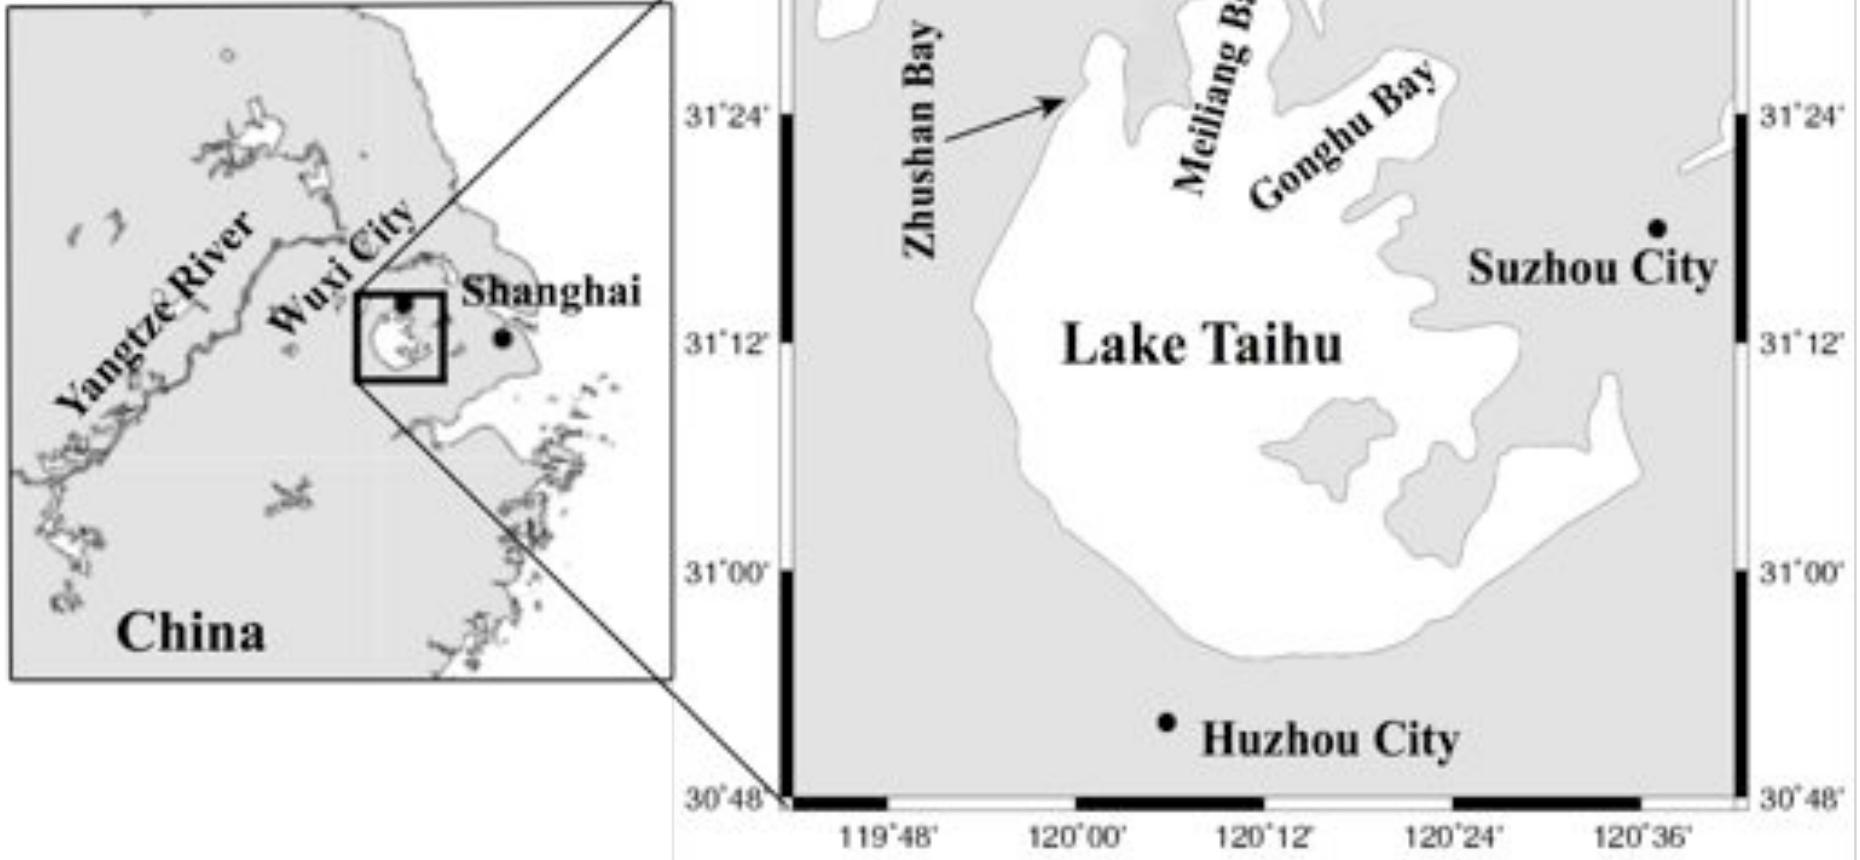 Yangtze River
Wuxi City
Shanghai
China
Zhushan Bay
Meiliang
Gonghu Bay
Suzhou City
Lake Taihu
Huzhou City
31°24'
31°12'
31°00'
30°48'
31°24'
31°12'
31°00'
30°48'
119°48'
120°00'
120°12'
120°24'
120°36'